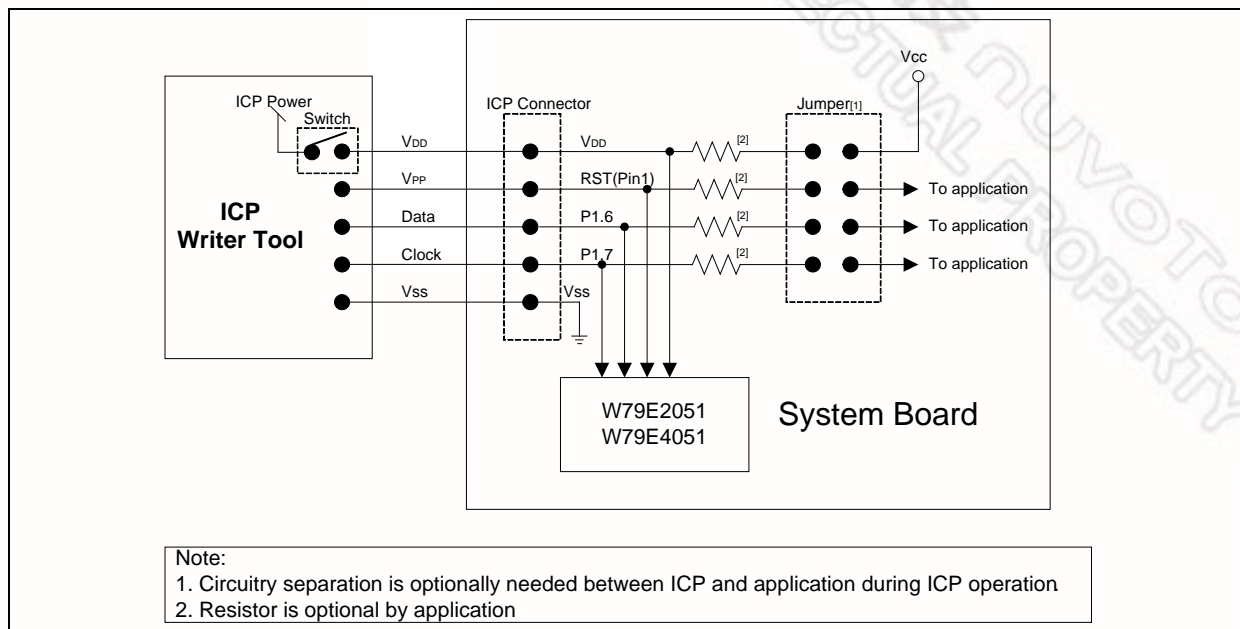 NUVOTO
ECTUAL PROPERTY
Vcc
ICP Power
Switch
ICP Connector
Jumper[1]
VDD
VDD
[2]
VPP
RST(Pin1)
[2]
To application
ICP
Writer Tool
Data
P1.6
[2]
To application
Clock
P1.7
[2]
To application
Vss
Vss
W79E2051
W79E4051
System Board
Note:
1. Circuitry separation is optionally needed between ICP and application during ICP operation.
2. Resistor is optional by application